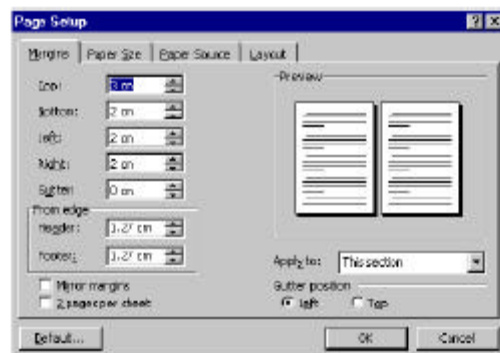 Page Setup
Margins Paper Size Paper Source Layout
Top: 3 cm
Bottom: 2 cm
Left: 2 cm
Right: 2 cm
Gutter: 0 cm
From edge
Header: 1.27 cm
Footer: 1.27 cm
Mirror margins
2 pages per sheet
Preview
Apply to: This section
Gutter position
Left Top
Default... OK Cancel